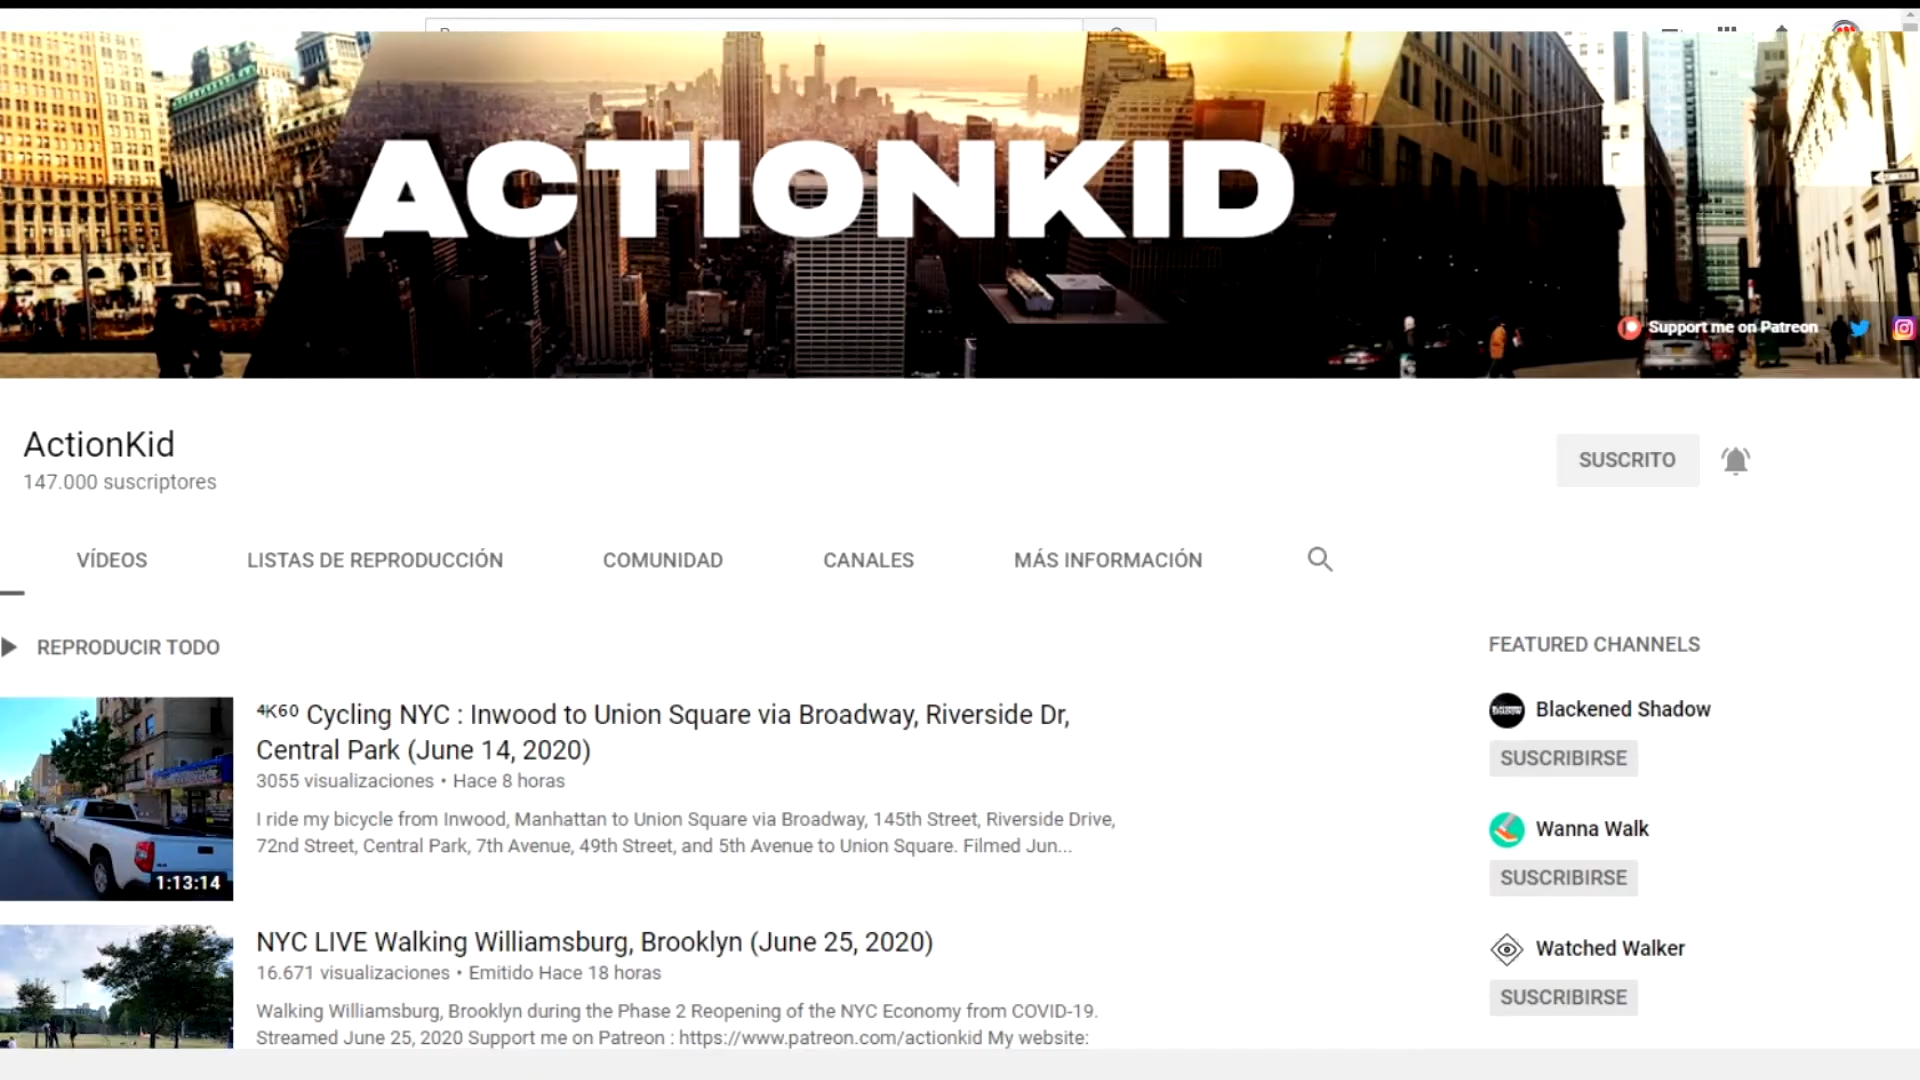 ACTIONKID
Support me on Patreon
ActionKid
147.000 suscriptores
SUSCRITO
VÍDEOS
LISTAS DE REPRODUCCIÓN
COMUNIDAD
CANALES
MÁS INFORMACIÓN
REPRODUCIR TODO
1:13:14
⁴ᴷ⁶⁰ Cycling NYC : Inwood to Union Square via Broadway, Riverside Dr,
Central Park (June 14, 2020)
3055 visualizaciones • Hace 8 horas
I ride my bicycle from Inwood, Manhattan to Union Square via Broadway, 145th Street, Riverside Drive,
72nd Street, Central Park, 7th Avenue, 49th Street, and 5th Avenue to Union Square. Filmed Jun...
NYC LIVE Walking Williamsburg, Brooklyn (June 25, 2020)
16.671 visualizaciones • Emitido Hace 18 horas
Walking Williamsburg, Brooklyn during the Phase 2 Reopening of the NYC Economy from COVID-19.
Streamed June 25, 2020 Support me on Patreon : https://www.patreon.com/actionkid My website:
FEATURED CHANNELS
Blackened Shadow
SUSCRIBIRSE
Wanna Walk
SUSCRIBIRSE
Watched Walker
SUSCRIBIRSE